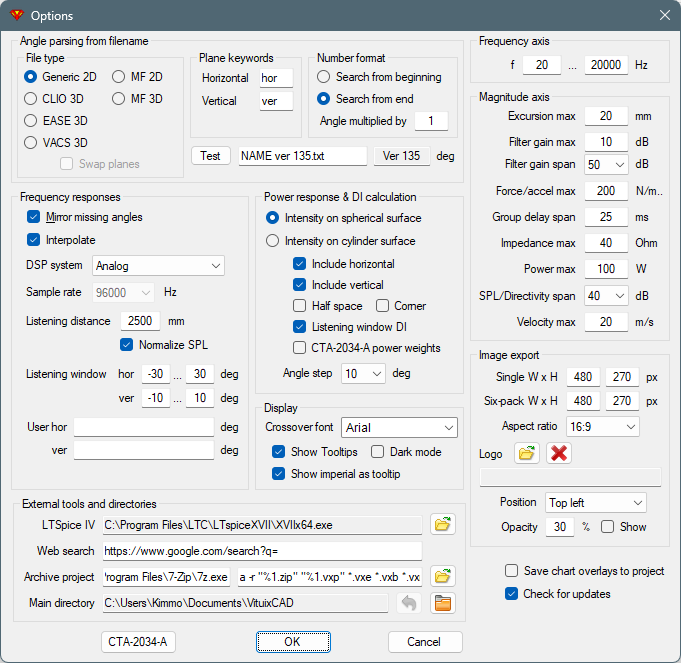 Options
Angle parsing from filename
File type
Generic 2D
MF 2D
CLIO 3D
MF 3D
EASE 3D
VACS 3D
Swap planes
Plane keywords
Horizontal hor
Vertical ver
Number format
Search from beginning
Search from end
Angle multiplied by 1
Test NAME ver 135.txt Ver 135 deg
Frequency responses
Mirror missing angles
Interpolate
DSP system Analog
Sample rate 96000 Hz
Listening distance 2500 mm
Normalize SPL
Listening window hor -30 ... 30 deg
ver -10 ... 10 deg
User hor deg
ver deg
Power response & DI calculation
Intensity on spherical surface
Intensity on cylinder surface
Include horizontal
Include vertical
Half space Corner
Listening window DI
CTA-2034-A power weights
Angle step 10 deg
Display
Crossover font Arial
Show Tooltips Dark mode
Show imperial as tooltip
External tools and directories
LTSpice IV C:\Program Files\LTC\LTspiceXVII\XVIIx64.exe
Web search https://www.google.com/search?q=
Archive project 'rogram Files\7-Zip\7z.exe a -r "%1.zip" "%1.vxp" *.vxe *.vxb *.vx
Main directory C:\Users\Kimmo\Documents\VituixCAD
Frequency axis
f 20 ... 20000 Hz
Magnitude axis
Excursion max 20 mm
Filter gain max 10 dB
Filter gain span 50 dB
Force/accel max 200 N/m..
Group delay span 25 ms
Impedance max 40 Ohm
Power max 100 W
SPL/Directivity span 40 dB
Velocity max 20 m/s
Image export
Single W x H 480 270 px
Six-pack W x H 480 270 px
Aspect ratio 16:9
Logo
Position Top left
Opacity 30 % Show
Save chart overlays to project
Check for updates
CTA-2034-A OK Cancel